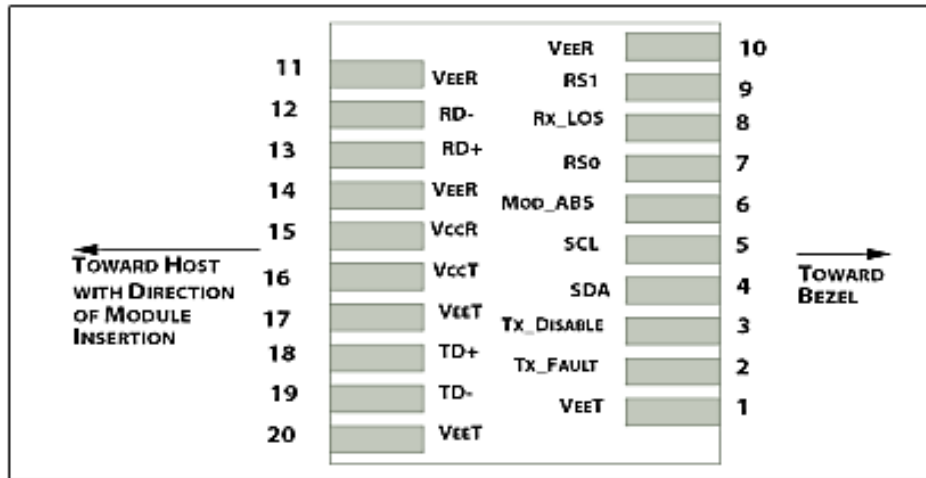 11 VEER
12 RD-
13 RD+
14 VEER
15 VCCR
16 VCCT
17 VEET
18 TD+
19 TD-
20 VEET
TOWARD HOST
WITH DIRECTION
OF MODULE
INSERTION
VEER 10
RS1 9
RX_LOS 8
RS0 7
MOD_ABS 6
SCL 5
SDA 4
TX_DISABLE 3
TX_FAULT 2
VEET 1
TOWARD
BEZEL